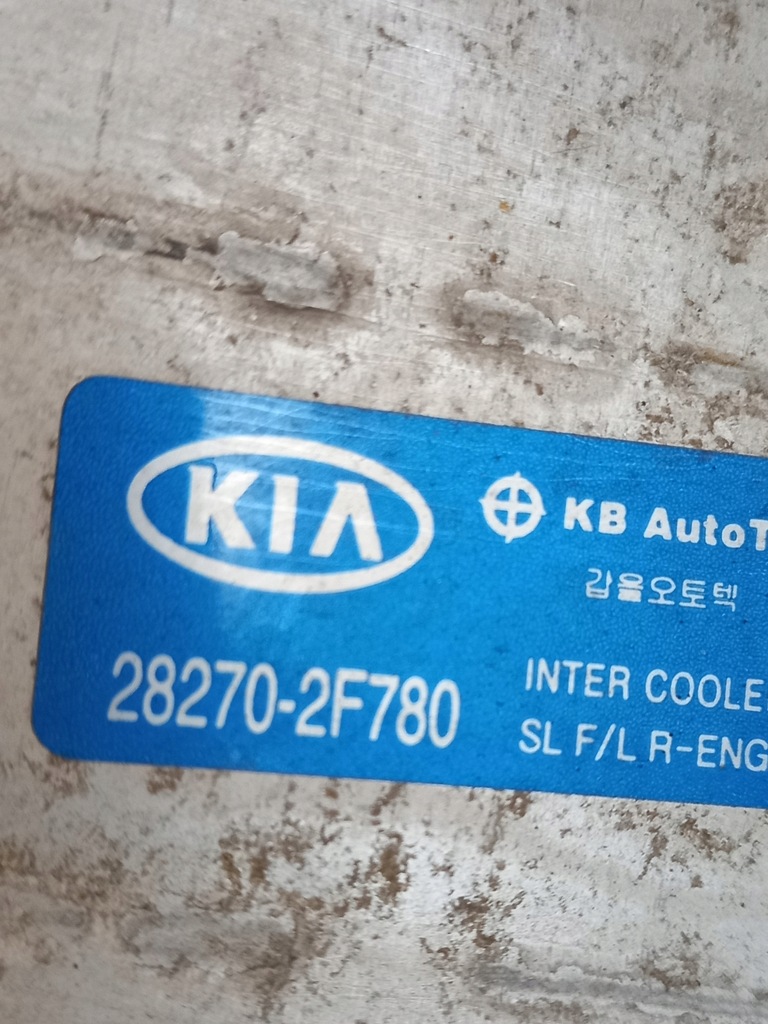 KIA
KB AutoT
갑을오토텍
28270-2F780
INTER COOLE
SL F/L R-ENG